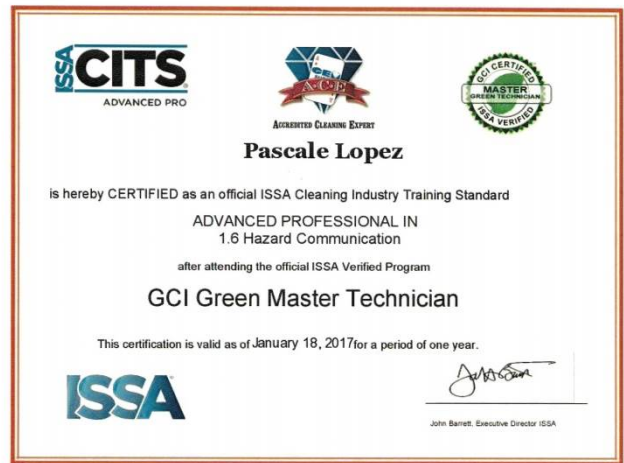 ISSA CITS
ADVANCED PRO
A·C·E
ACCREDITED CLEANING EXPERT
GCI CERTIFIED
MASTER
GREEN TECHNICIAN
ISSA VERIFIED
Pascale Lopez
is hereby CERTIFIED as an official ISSA Cleaning Industry Training Standard
ADVANCED PROFESSIONAL IN
1.6 Hazard Communication
after attending the official ISSA Verified Program
GCI Green Master Technician
This certification is valid as of January 18, 2017for a period of one year.
ISSA
John Barrett, Executive Director ISSA